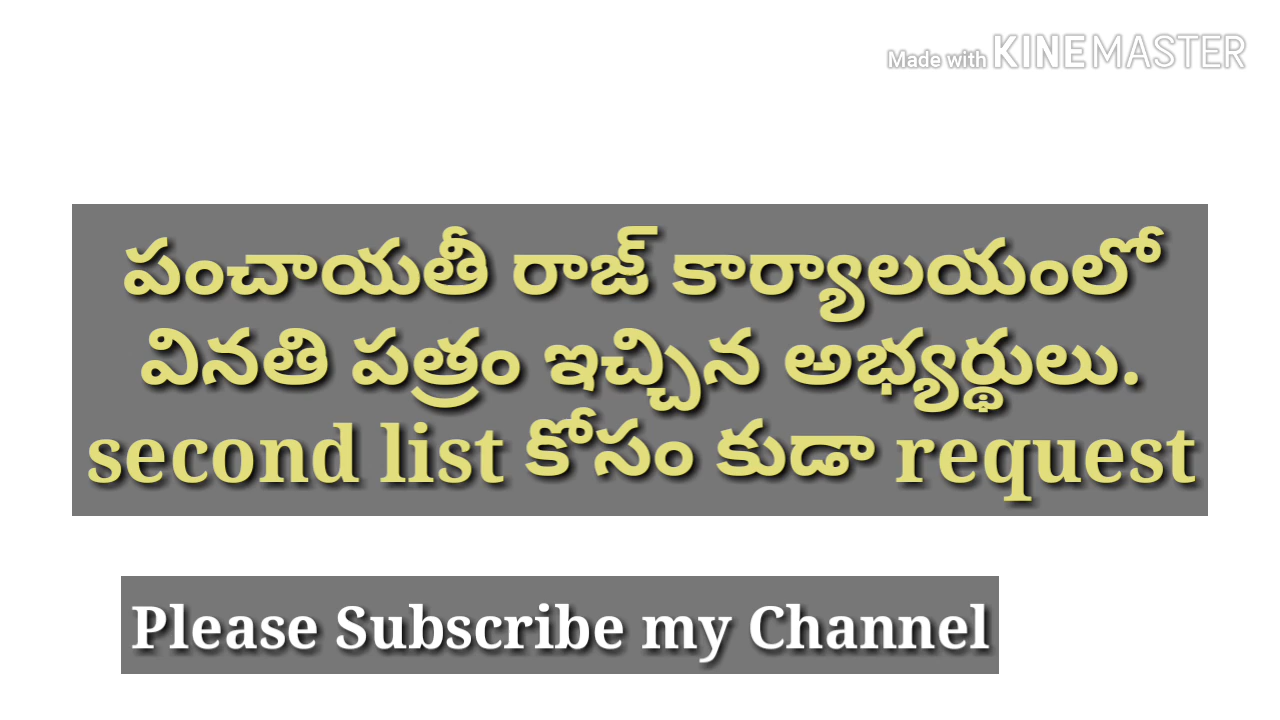 Made with KINEMASTER
పంచాయతీ రాజ్ కార్యాలయంలో
వినతి పత్రం ఇచ్చిన అభ్యర్థులు.
second list కోసం కుడా request
Please Subscribe my Channel